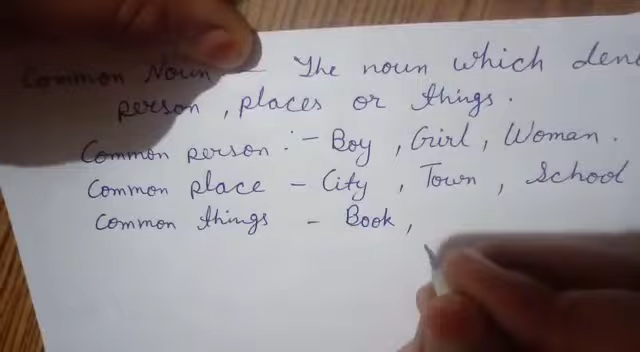 Common Noun - The noun which
person, places or things.
Common person :- Boy, Girl, Woman.
Common place - City, Town, School
Common things - Book,